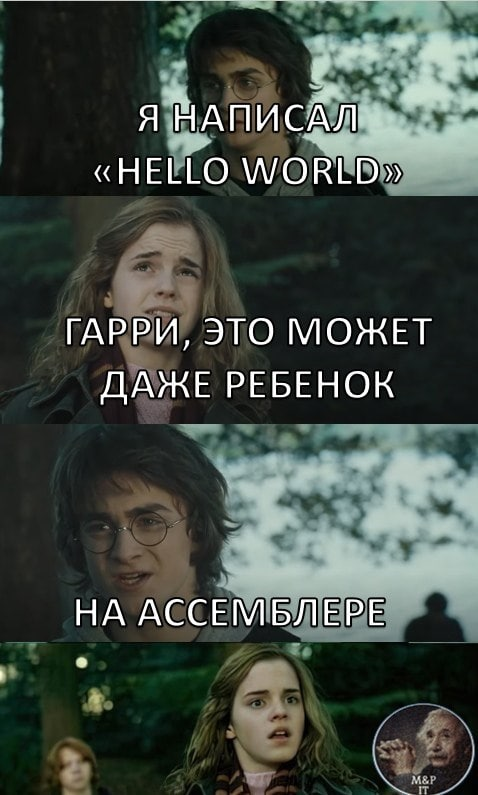 Я НАПИСАЛ
«HELLO WORLD»
ГАРРИ, ЭТО МОЖЕТ
ДАЖЕ РЕБЕНОК
НА АССЕМБЛЕРЕ
M&P
IT